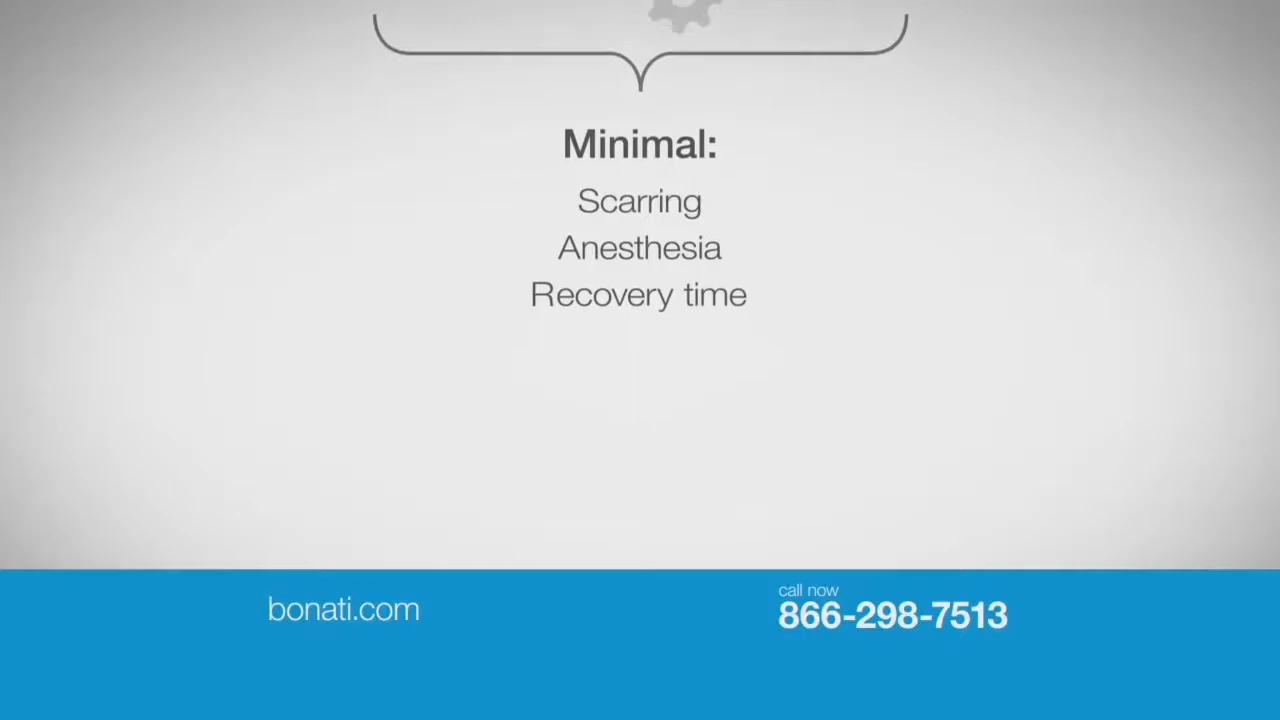 Minimal:
Scarring
Anesthesia
Recovery time
bonati.com
call now
866-298-7513